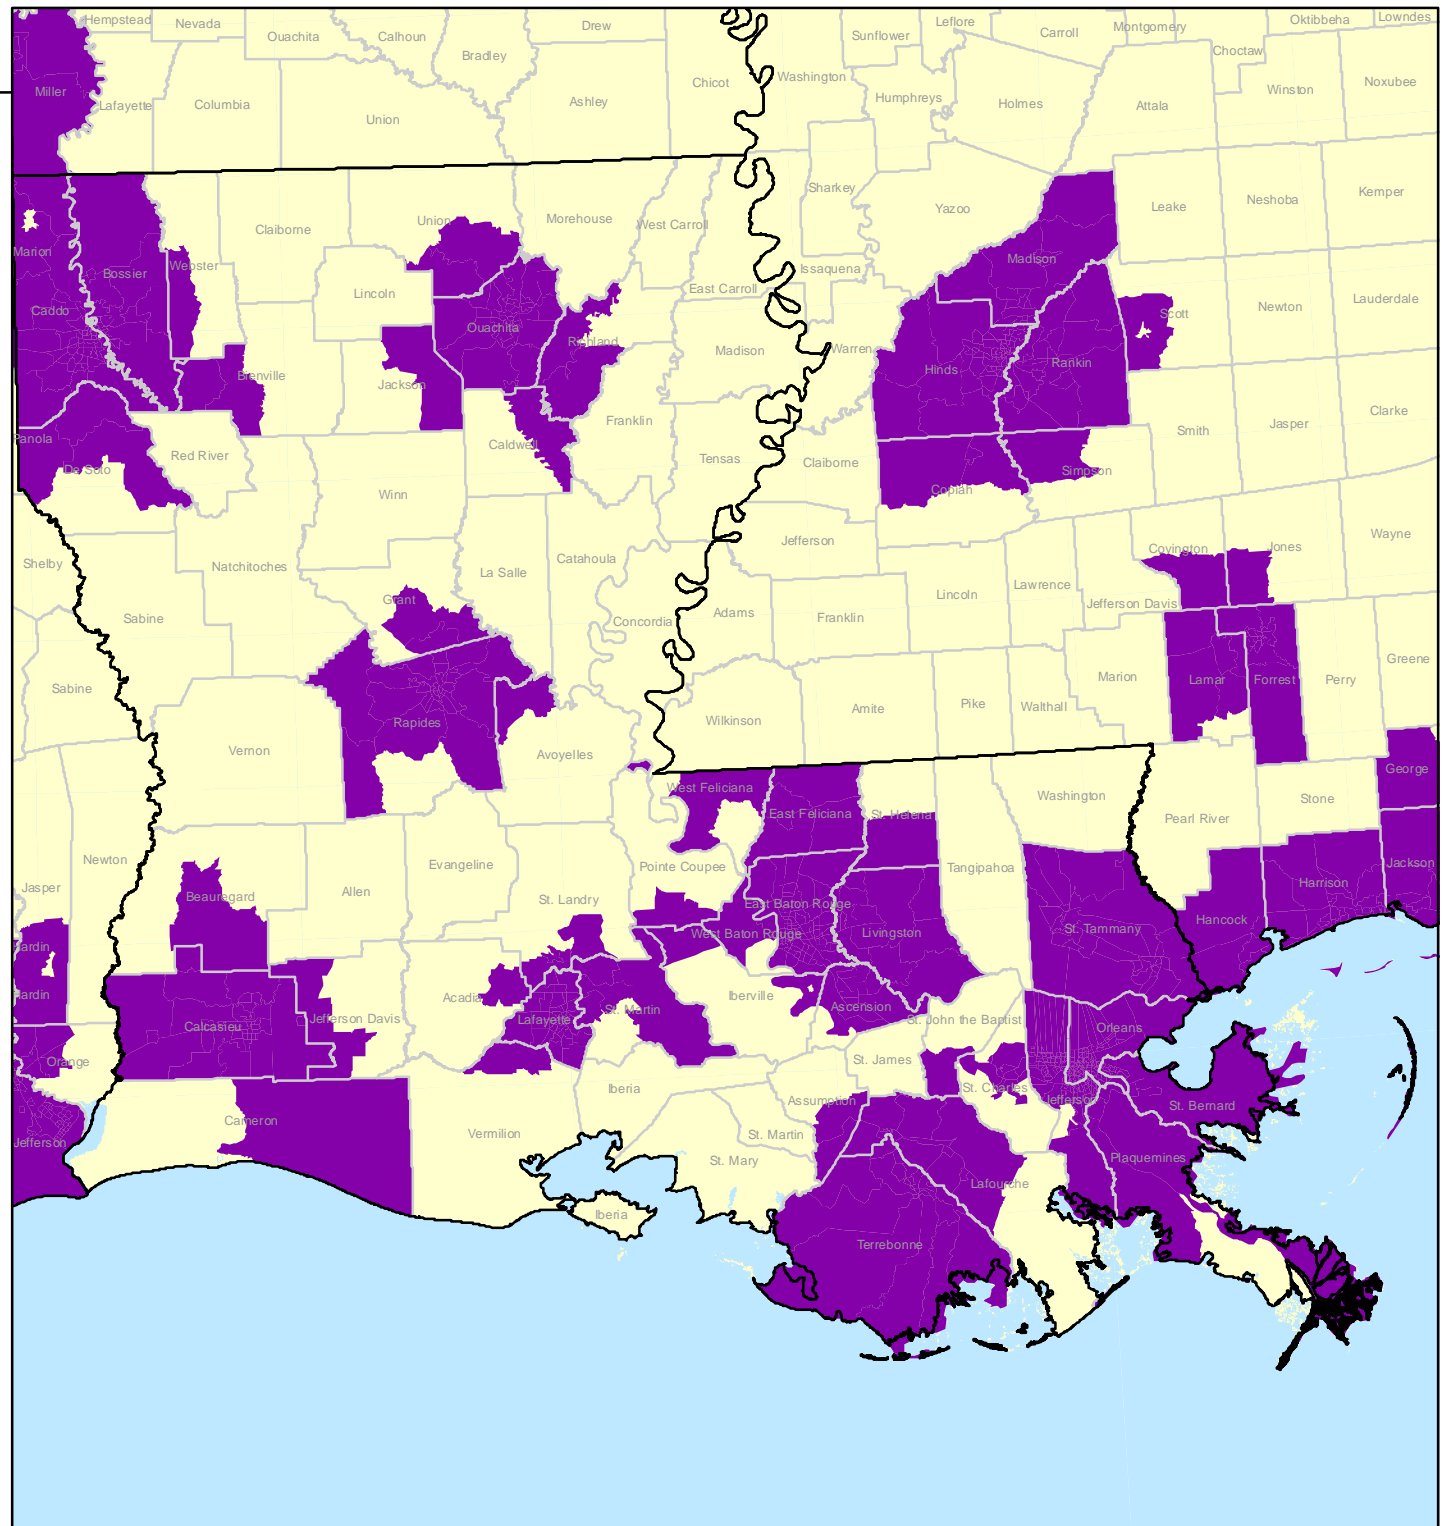 Hempstead
Nevada
Ouachita
Calhoun
Drew
Bradley
Leflore
Sunflower
Carroll
Montgomery
Oktibbeha
Lowndes
Choctaw
Miller
Lafayette
Columbia
Union
Ashley
Chicot
Washington
Humphreys
Holmes
Attala
Winston
Noxubee
Marion
Bossier
Webster
Claiborne
Union
Morehouse
West Carroll
Sharkey
Yazoo
Leake
Neshoba
Kemper
Caddo
Lincoln
Ouachita
East Carroll
Issaquena
Madison
Scott
Newton
Lauderdale
Bienville
Jackson
Richland
Madison
Warren
Hinds
Rankin
Panola
De Soto
Red River
Caldwell
Franklin
Tensas
Claiborne
Copiah
Simpson
Smith
Jasper
Clarke
Winn
Shelby
Natchitoches
La Salle
Catahoula
Jefferson
Covington
Jones
Wayne
Sabine
Grant
Concordia
Adams
Franklin
Lincoln
Lawrence
Jefferson Davis
Sabine
Rapides
Wilkinson
Amite
Pike
Walthall
Marion
Lamar
Forrest
Perry
Greene
Vernon
Avoyelles
West Feliciana
East Feliciana
St. Helena
Washington
Pearl River
Stone
George
Newton
Jasper
Beauregard
Allen
Evangeline
St. Landry
Pointe Coupee
Tangipahoa
Hancock
Harrison
Jackson
East Baton Rouge
West Baton Rouge
Livingston
St. Tammany
Hardin
Hardin
Orange
Calcasieu
Jefferson Davis
Acadia
Lafayette
St. Martin
Iberville
Ascension
St. John the Baptist
Orleans
Jefferson
Cameron
Vermilion
Iberia
St. James
Assumption
St. Charles
Jefferson
St. Bernard
St. Martin
St. Mary
Plaquemines
Lafourche
Iberia
Terrebonne